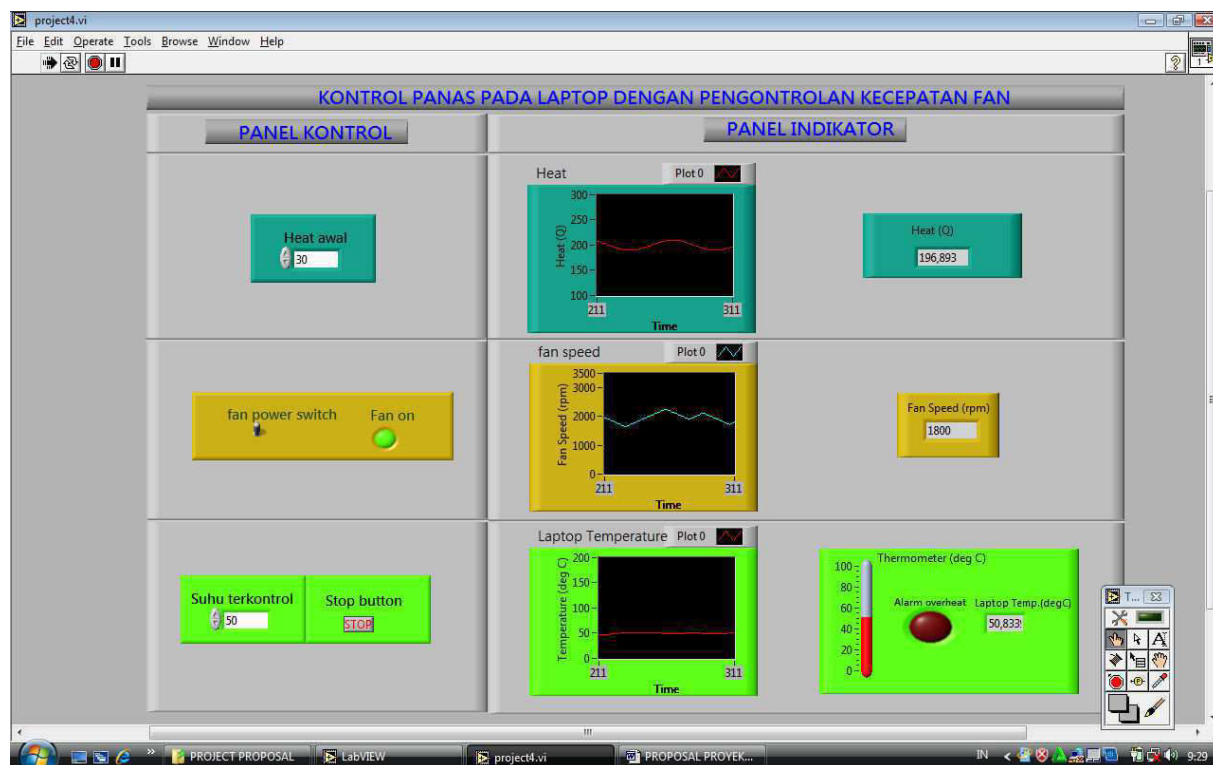 project4.vi
File Edit Operate Tools Browse Window Help
KONTROL PANAS PADA LAPTOP DENGAN PENGONTROLAN KECEPATAN FAN
PANEL KONTROL
PANEL INDIKATOR
Heat awal
30
Heat
Plot 0
Heat (Q)
300
250
200
150
100
211
311
Time
Heat (Q)
196,893
fan power switch
Fan on
fan speed
Plot 0
Fan Speed (rpm)
3500
3000
2000
1000
0
211
311
Time
Fan Speed (rpm)
1800
Suhu terkontrol
50
Stop button
STOP
Laptop Temperature
Plot 0
Temperature (deg C)
200
150
100
50
0
211
311
Time
Thermometer (deg C)
100
80
60
40
20
0
Alarm overheat
Laptop Temp.(degC)
50,833
T...
PROJECT PROPOSAL
LabVIEW
project4.vi
PROPOSAL PROYEK...
IN
9:29